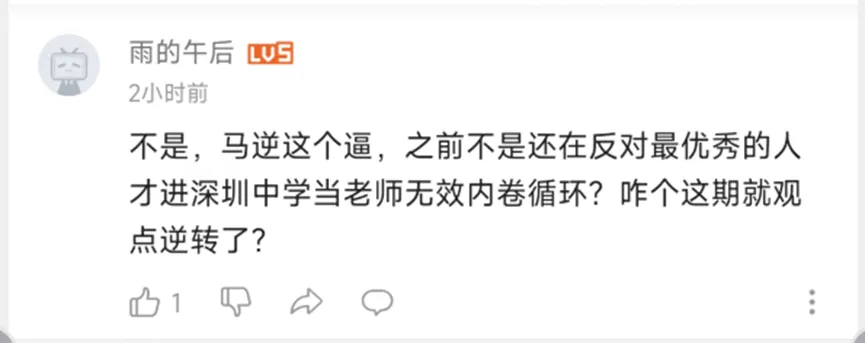 雨的午后 LV5
2小时前
不是，马逆这个逼，之前不是还在反对最优秀的人
才进深圳中学当老师无效内卷循环？咋个这期就观
点逆转了？
1